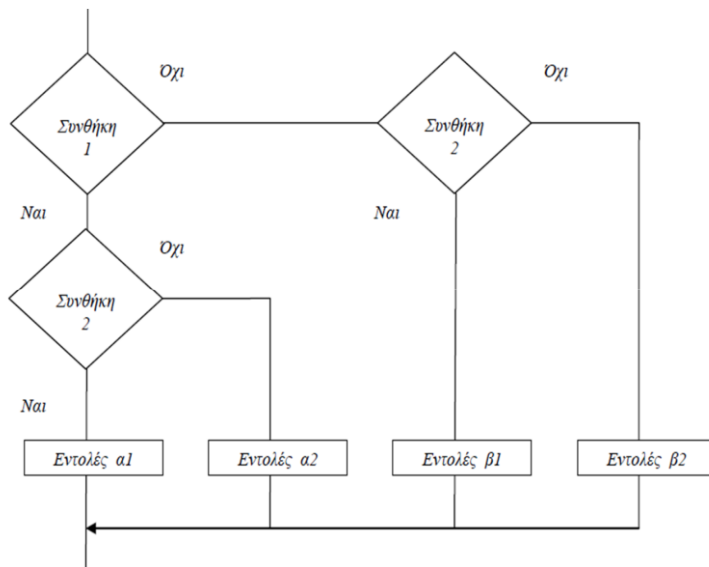 Όχι
Όχι
Συνθήκη
1
Συνθήκη
2
Ναι
Ναι
Όχι
Συνθήκη
2
Ναι
Εντολές α1
Εντολές α2
Εντολές β1
Εντολές β2